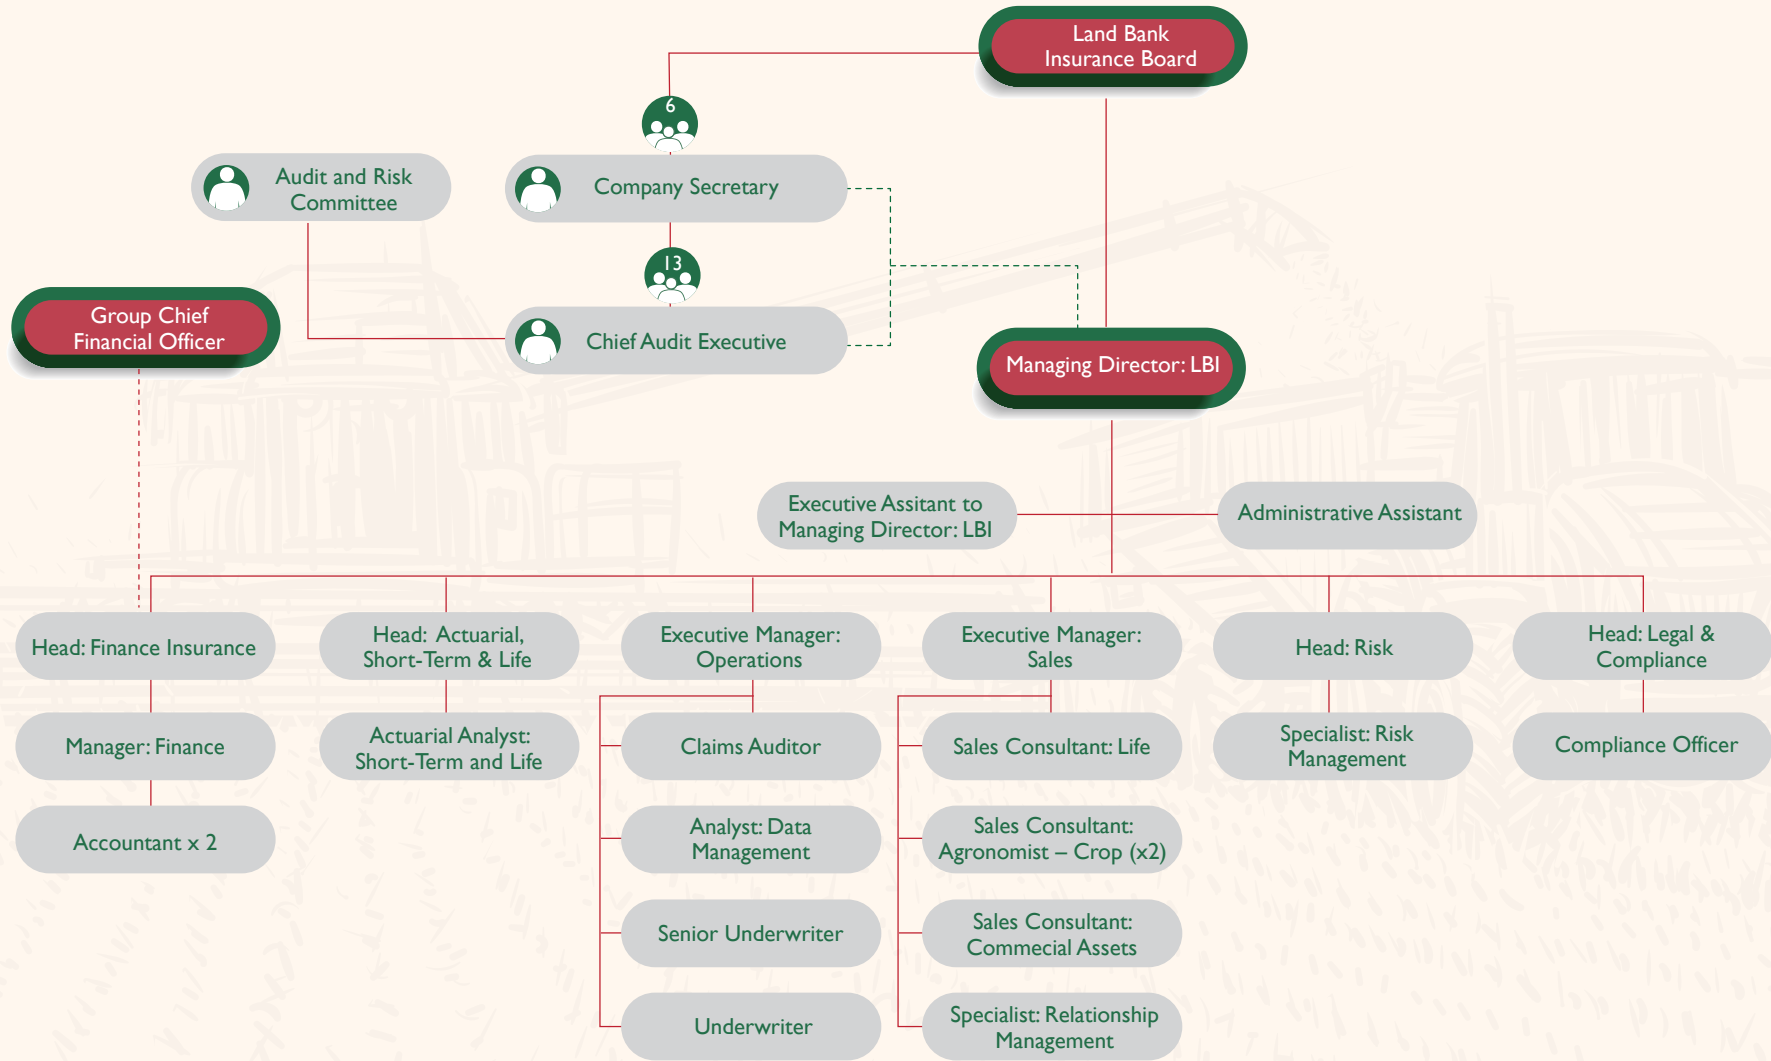 Land Bank
Insurance Board
6
Audit and Risk
Committee
Company Secretary
13
Group Chief
Financial Officer
Chief Audit Executive
Managing Director: LBI
Executive Assitant to
Managing Director: LBI
Administrative Assistant
Head: Finance Insurance
Head: Actuarial,
Short-Term & Life
Executive Manager:
Operations
Executive Manager:
Sales
Head: Risk
Head: Legal &
Compliance
Manager: Finance
Actuarial Analyst:
Short-Term and Life
Claims Auditor
Sales Consultant: Life
Specialist: Risk
Management
Compliance Officer
Accountant x 2
Analyst: Data
Management
Sales Consultant:
Agronomist – Crop (x2)
Senior Underwriter
Sales Consultant:
Commecial Assets
Underwriter
Specialist: Relationship
Management